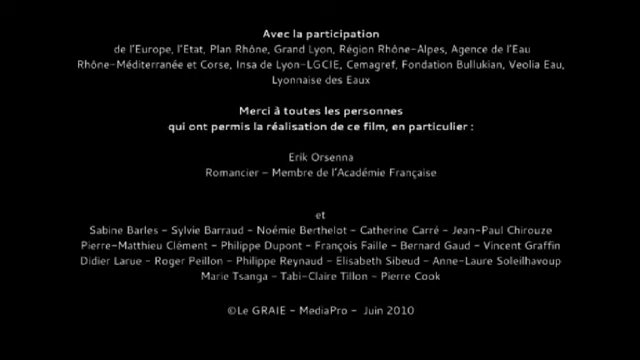 Avec la participation
de l'Europe, l'Etat, Plan Rhône, Grand Lyon, Région Rhône-Alpes, Agence de l'Eau
Rhône-Méditerranée et Corse, Insa de Lyon-LGCIE, Cemagref, Fondation Bullukian, Veolia Eau,
Lyonnaise des Eaux
Merci à toutes les personnes
qui ont permis la réalisation de ce film, en particulier :
Erik Orsenna
Romancier - Membre de l'Académie Française
et
Sabine Barles - Sylvie Barraud - Noémie Berthelot - Catherine Carré - Jean-Paul Chirouze
Pierre-Matthieu Clément - Philippe Dupont - François Faille - Bernard Gaud - Vincent Graffin
Didier Larue - Roger Peillon - Philippe Reynaud - Elisabeth Sibeud - Anne-Laure Soleilhavoup
Marie Tsanga - Tabi-Claire Tillon - Pierre Cook
©Le GRAIE - MediaPro - Juin 2010